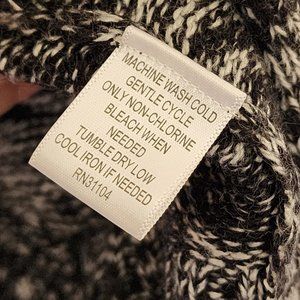 MACHINE WASH COLD
GENTLE CYCLE
ONLY NON-CHLORINE
BLEACH WHEN
NEEDED
TUMBLE DRY LOW
COOL IRON IF NEEDED
RN31104